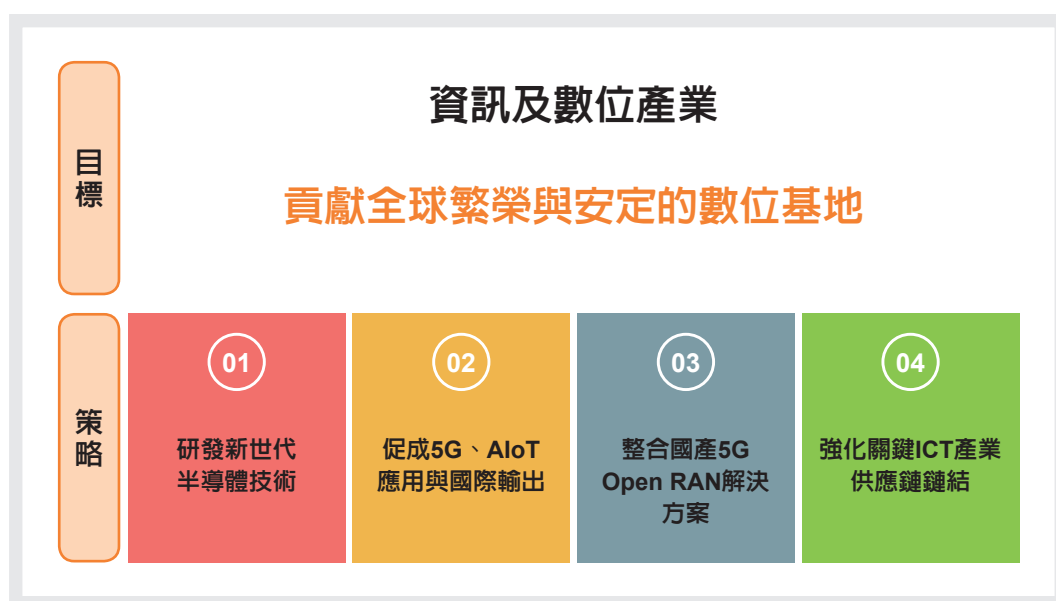 目標
資訊及數位產業
貢獻全球繁榮與安定的數位基地
策略
01
研發新世代
半導體技術
02
促成5G、AIoT
應用與國際輸出
03
整合國產5G
Open RAN解決
方案
04
強化關鍵ICT產業
供應鏈鏈結